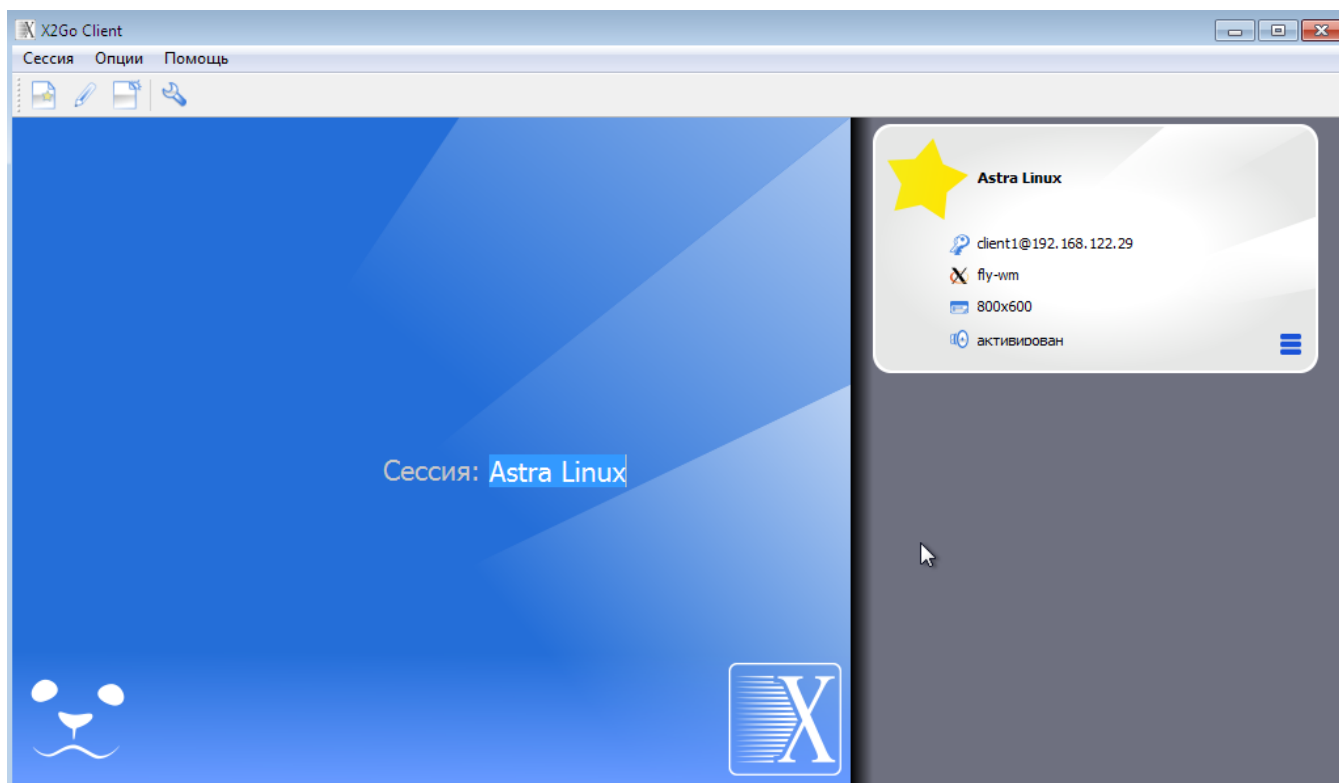 X2Go Client
Сессия Опции Помощь
Astra Linux
client1@192.168.122.29
fly-wm
800x600
активирован
Сессия: Astra Linux
X